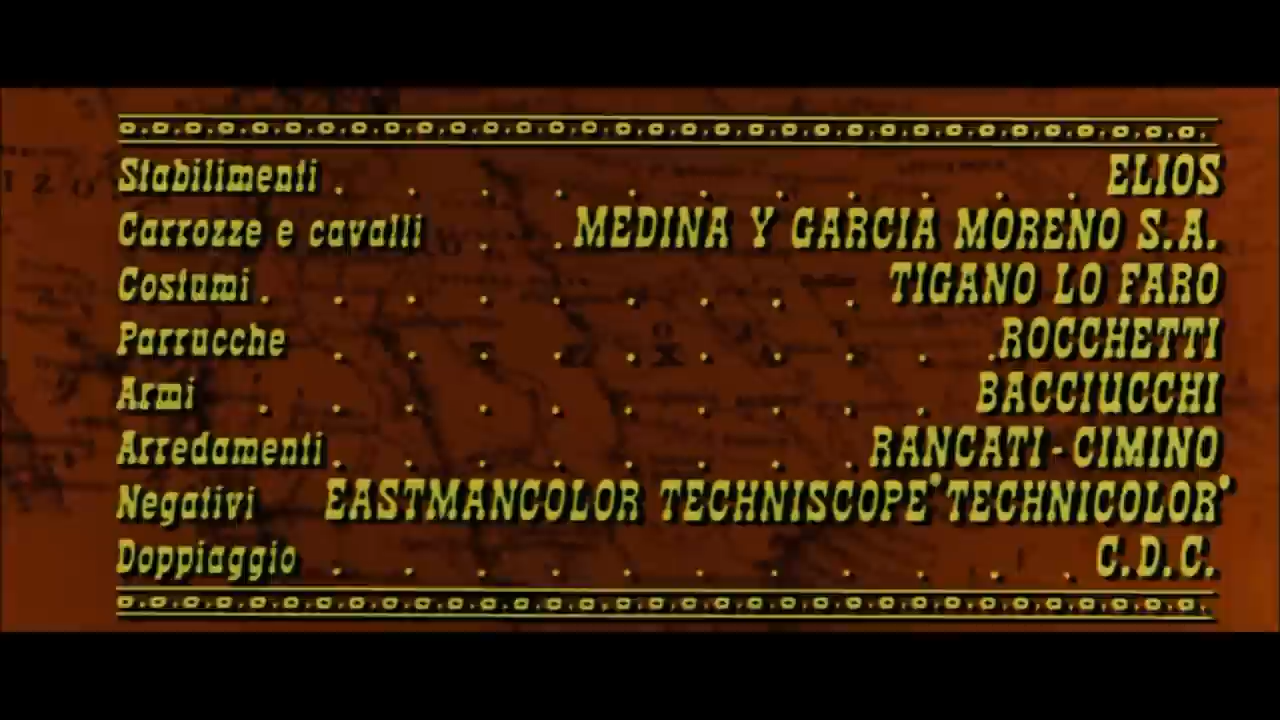 Stabilimenti . . . . . . . . . . . ELIOS
Carrozze e cavalli . . MEDINA Y GARCIA MORENO S.A.
Costumi . . . . . . . . . TIGANO LO FARO
Parrucche . . . . . . . . . . ROCCHETTI
Armi . . . . . . . . . . BACCIUCCHI
Arredamenti . . . . . . . . RANCATI-CIMINO
Negativi EASTMANCOLOR TECHNISCOPE® TECHNICOLOR®
Doppiaggio . . . . . . . . . . . C.D.C.